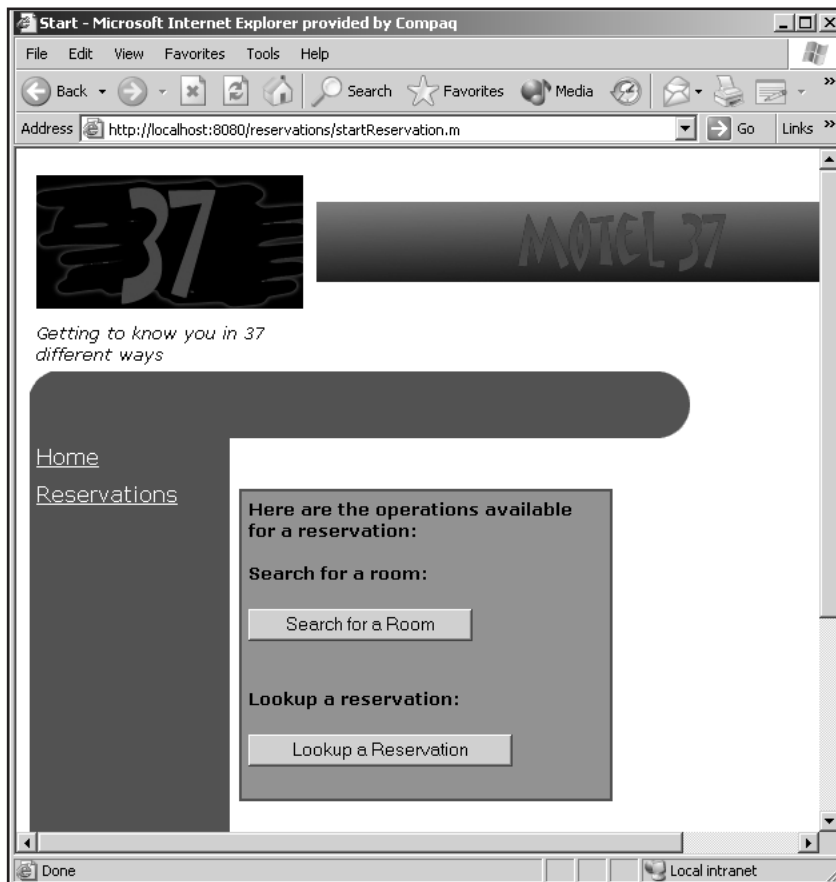 Start - Microsoft Internet Explorer provided by Compaq
File Edit View Favorites Tools Help
Back Search Favorites Media »
Address http://localhost:8080/reservations/startReservation.m Go Links »
37
MOTEL 37
Getting to know you in 37
different ways
Home
Reservations
Here are the operations available
for a reservation:
Search for a room:
Search for a Room
Lookup a reservation:
Lookup a Reservation
Done Local intranet